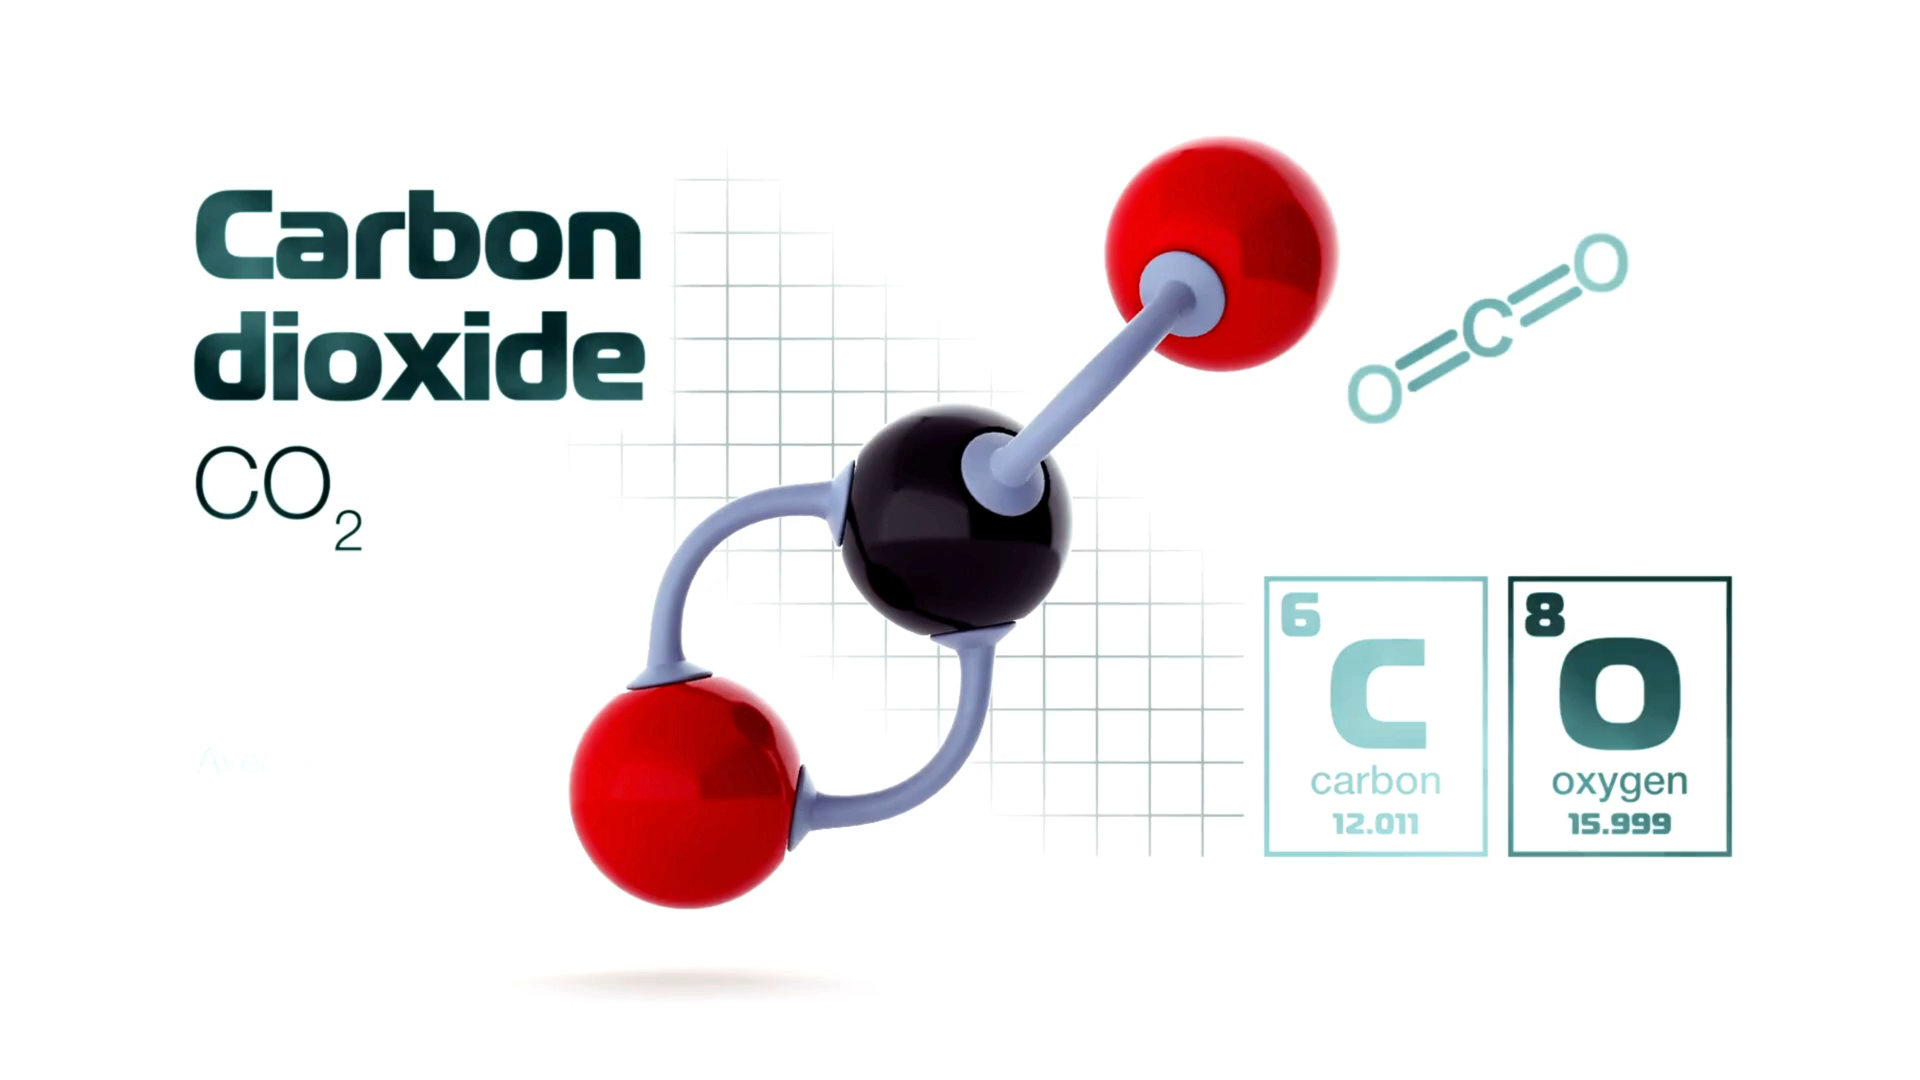 Carbon
dioxide
CO₂
O=C=O
6
C
carbon
12.011
8
O
oxygen
15.999